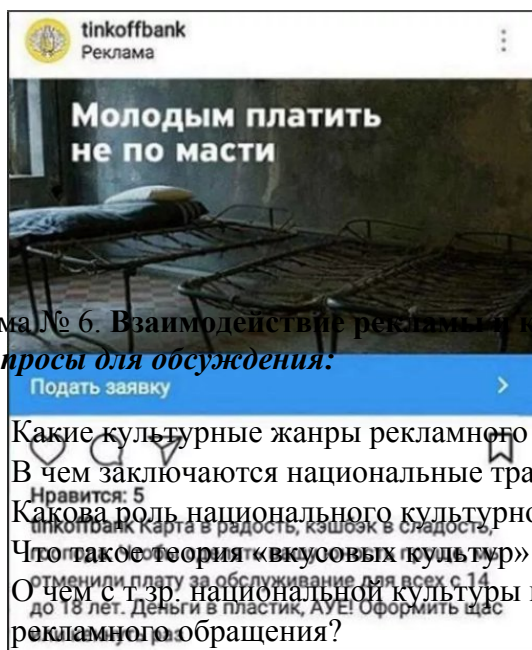 tinkoffbank
Реклама
Молодым платить
не по масти
ма № 6. Взаимодействие рекламы и к
просы для обсуждения:
Подать заявку
Какие культурные жанры рекламного
В чем заключаются национальные тра
Нравится: 5
Какова роль национального культурно
tinkoffbank Карта в радость, кэшбэк в сладость,
Что такое теория «вкусовых культур»
отменили плату за обслуживание для всех с 14
О чем с т.зр. национальной культуры
до 18 лет. Деньги в пластик, АУЕ! Оформить щас
рекламного обращения?
раз